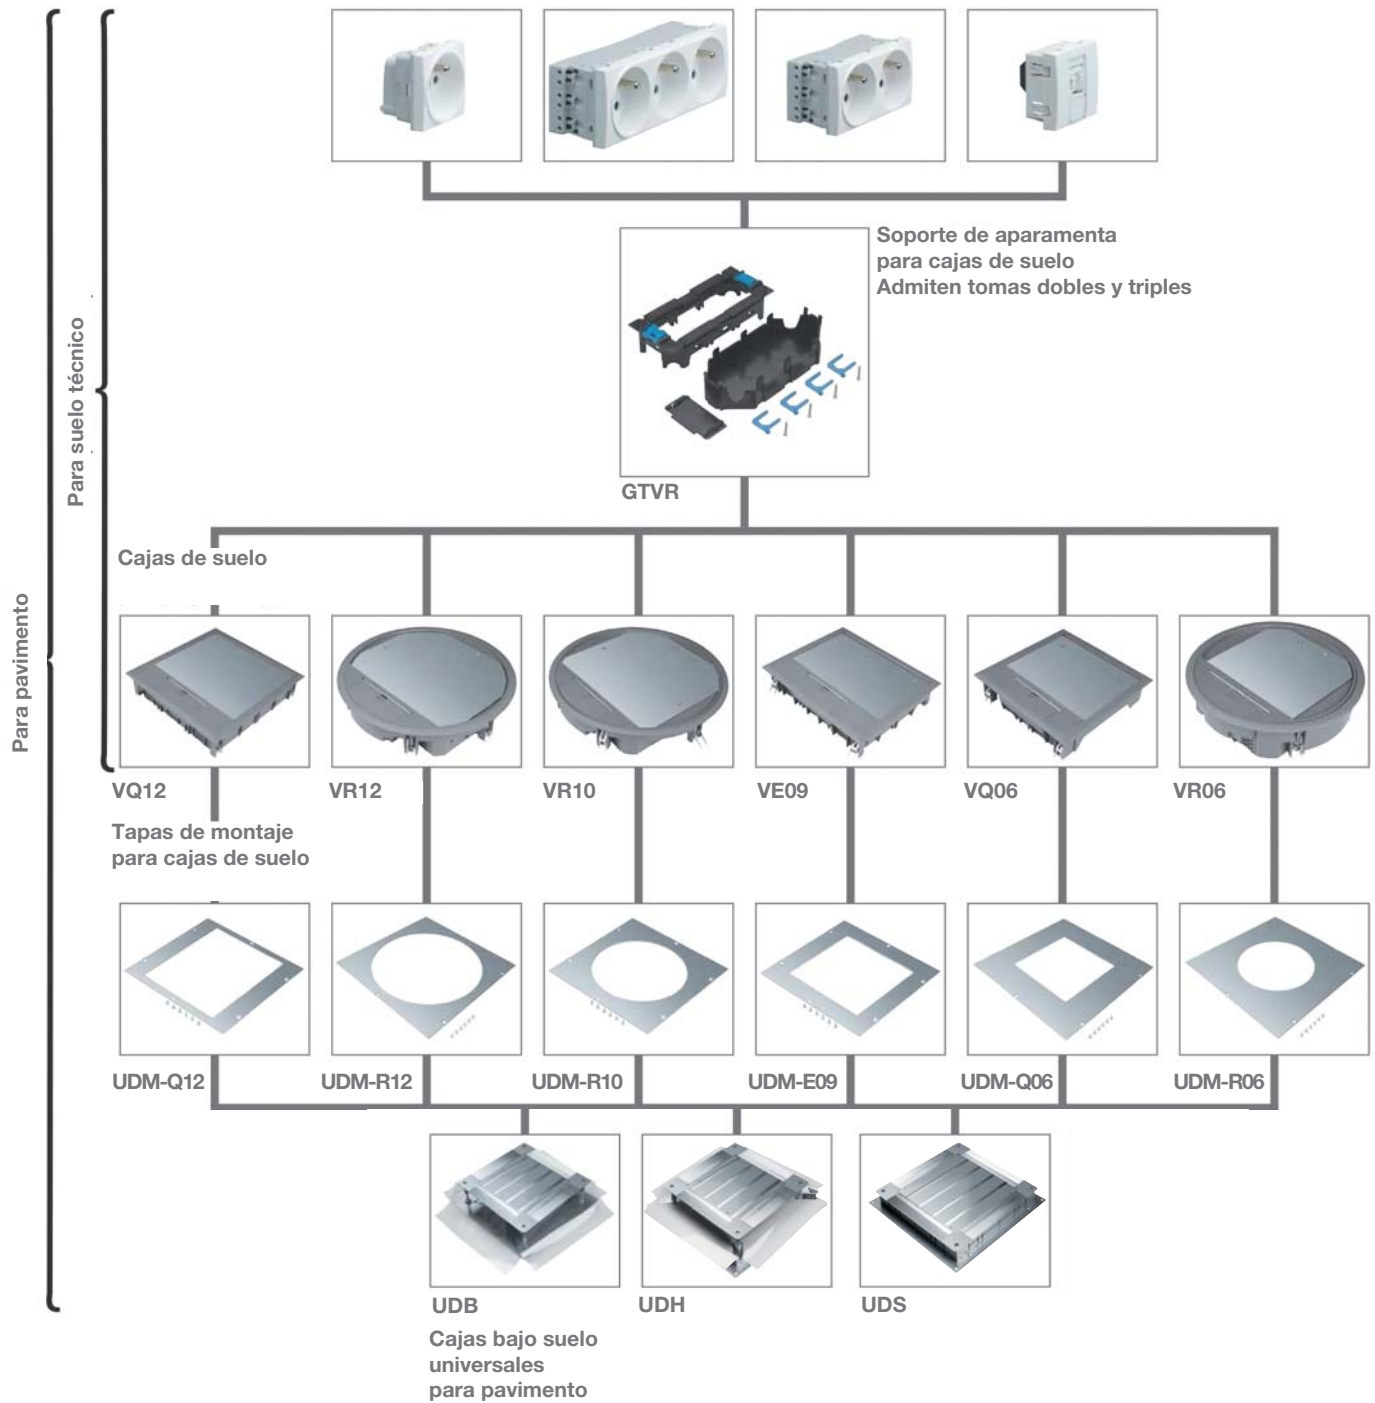 Soporte de aparamenta
para cajas de suelo
Admiten tomas dobles y triples
Para suelo técnico
GTVR
Cajas de suelo
Para pavimento
VQ12
VR12
VR10
VE09
VQ06
VR06
Tapas de montaje
para cajas de suelo
UDM-Q12
UDM-R12
UDM-R10
UDM-E09
UDM-Q06
UDM-R06
UDB
UDH
UDS
Cajas bajo suelo
universales
para pavimento